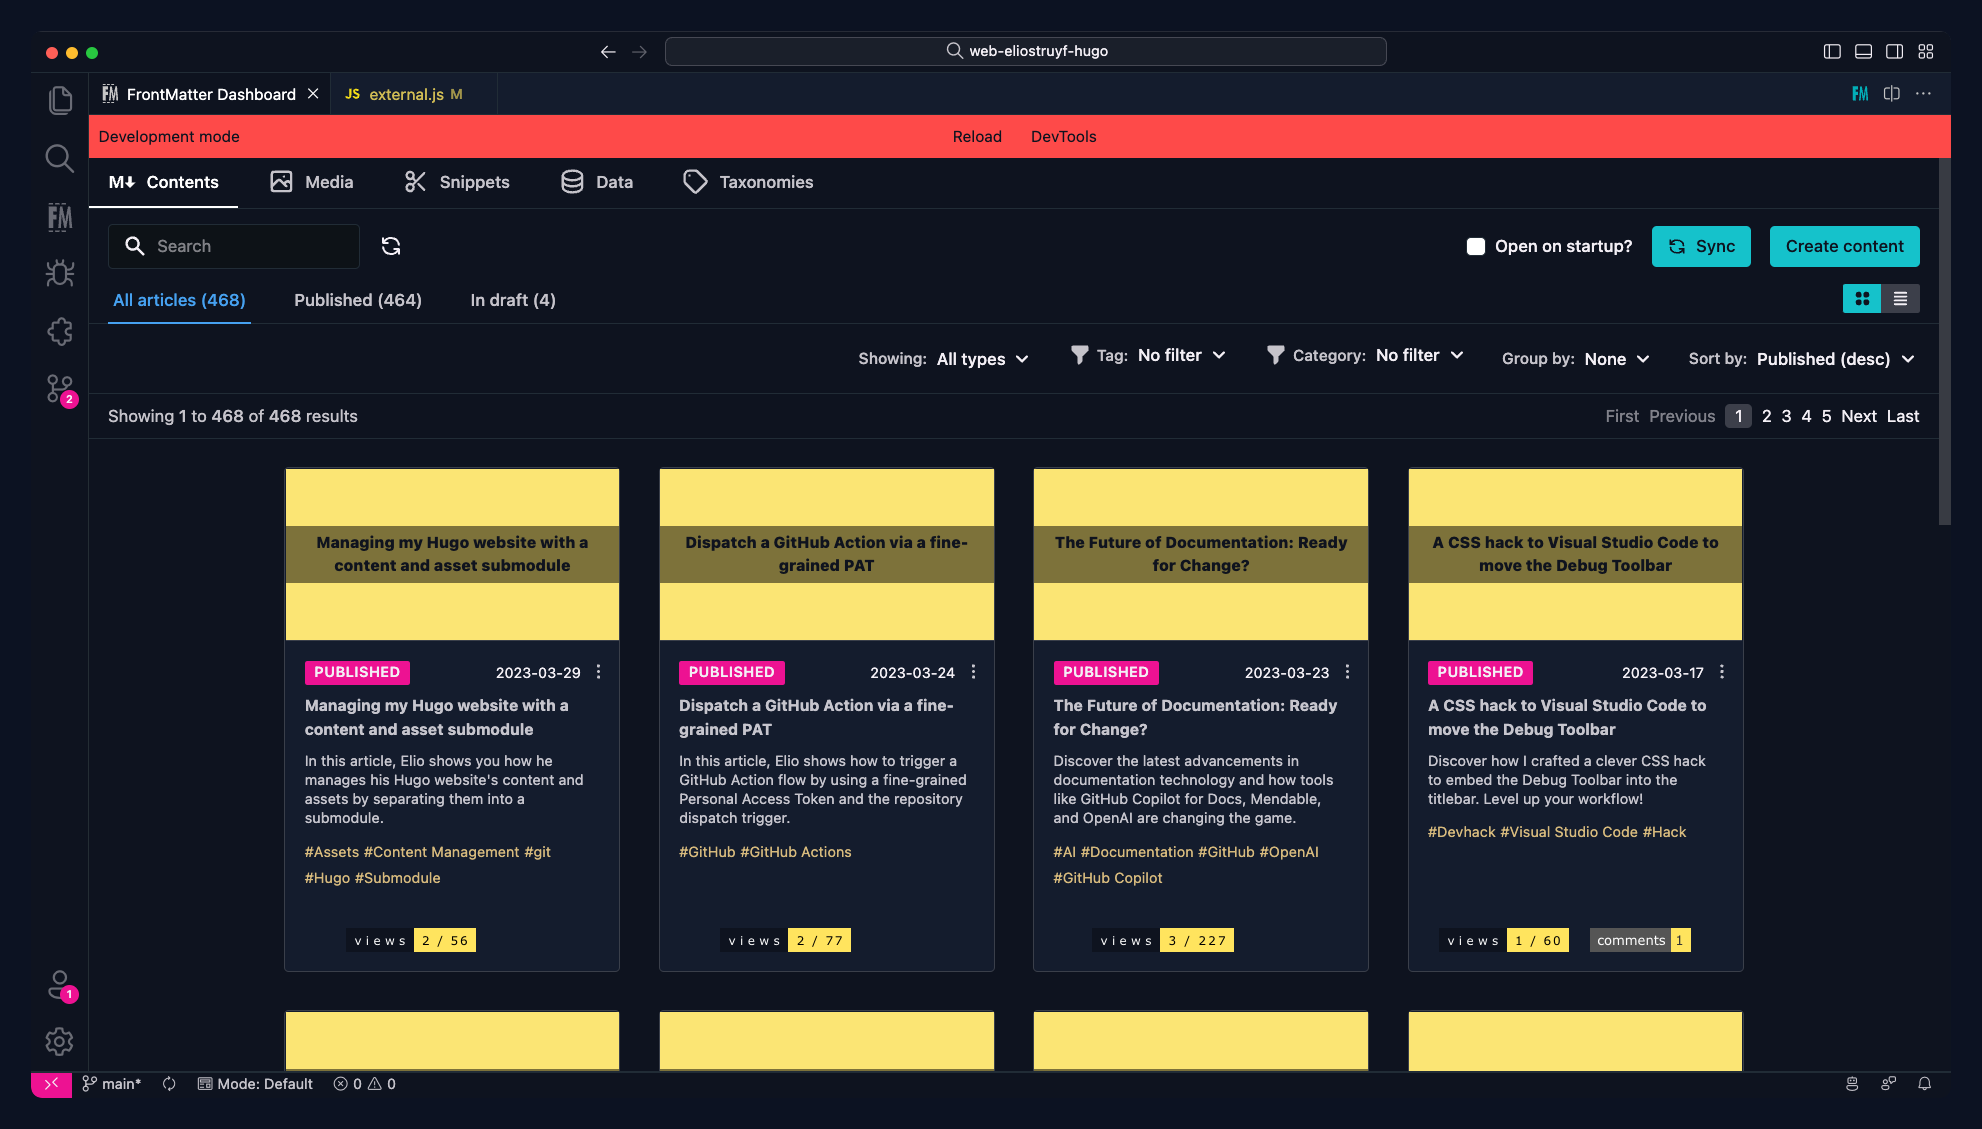 web-eliostruyf-hugo
FM FrontMatter Dashboard
JS external.js M
FM
Development mode Reload DevTools
M Contents Media Snippets Data Taxonomies
FM
Search
Open on startup? Sync Create content
All articles (468) Published (464) In draft (4)
Showing: All types Tag: No filter Category: No filter Group by: None Sort by: Published (desc)
2
Showing 1 to 468 of 468 results
First Previous 1 2 3 4 5 Next Last
Managing my Hugo website with a
content and asset submodule
PUBLISHED 2023-03-29
Managing my Hugo website with a
content and asset submodule
In this article, Elio shows you how he
manages his Hugo website's content and
assets by separating them into a
submodule.
#Assets #Content Management #git
#Hugo #Submodule
views 2 / 56
Dispatch a GitHub Action via a fine-
grained PAT
PUBLISHED 2023-03-24
Dispatch a GitHub Action via a fine-
grained PAT
In this article, Elio shows how to trigger a
GitHub Action flow by using a fine-grained
Personal Access Token and the repository
dispatch trigger.
#GitHub #GitHub Actions
views 2 / 77
The Future of Documentation: Ready
for Change?
PUBLISHED 2023-03-23
The Future of Documentation: Ready
for Change?
Discover the latest advancements in
documentation technology and how tools
like GitHub Copilot for Docs, Mendable,
and OpenAI are changing the game.
#AI #Documentation #GitHub #OpenAI
#GitHub Copilot
views 3 / 227
A CSS hack to Visual Studio Code to
move the Debug Toolbar
PUBLISHED 2023-03-17
A CSS hack to Visual Studio Code to
move the Debug Toolbar
Discover how I crafted a clever CSS hack
to embed the Debug Toolbar into the
titlebar. Level up your workflow!
#Devhack #Visual Studio Code #Hack
views 1 / 60 comments 1
1
main* Mode: Default 0 0